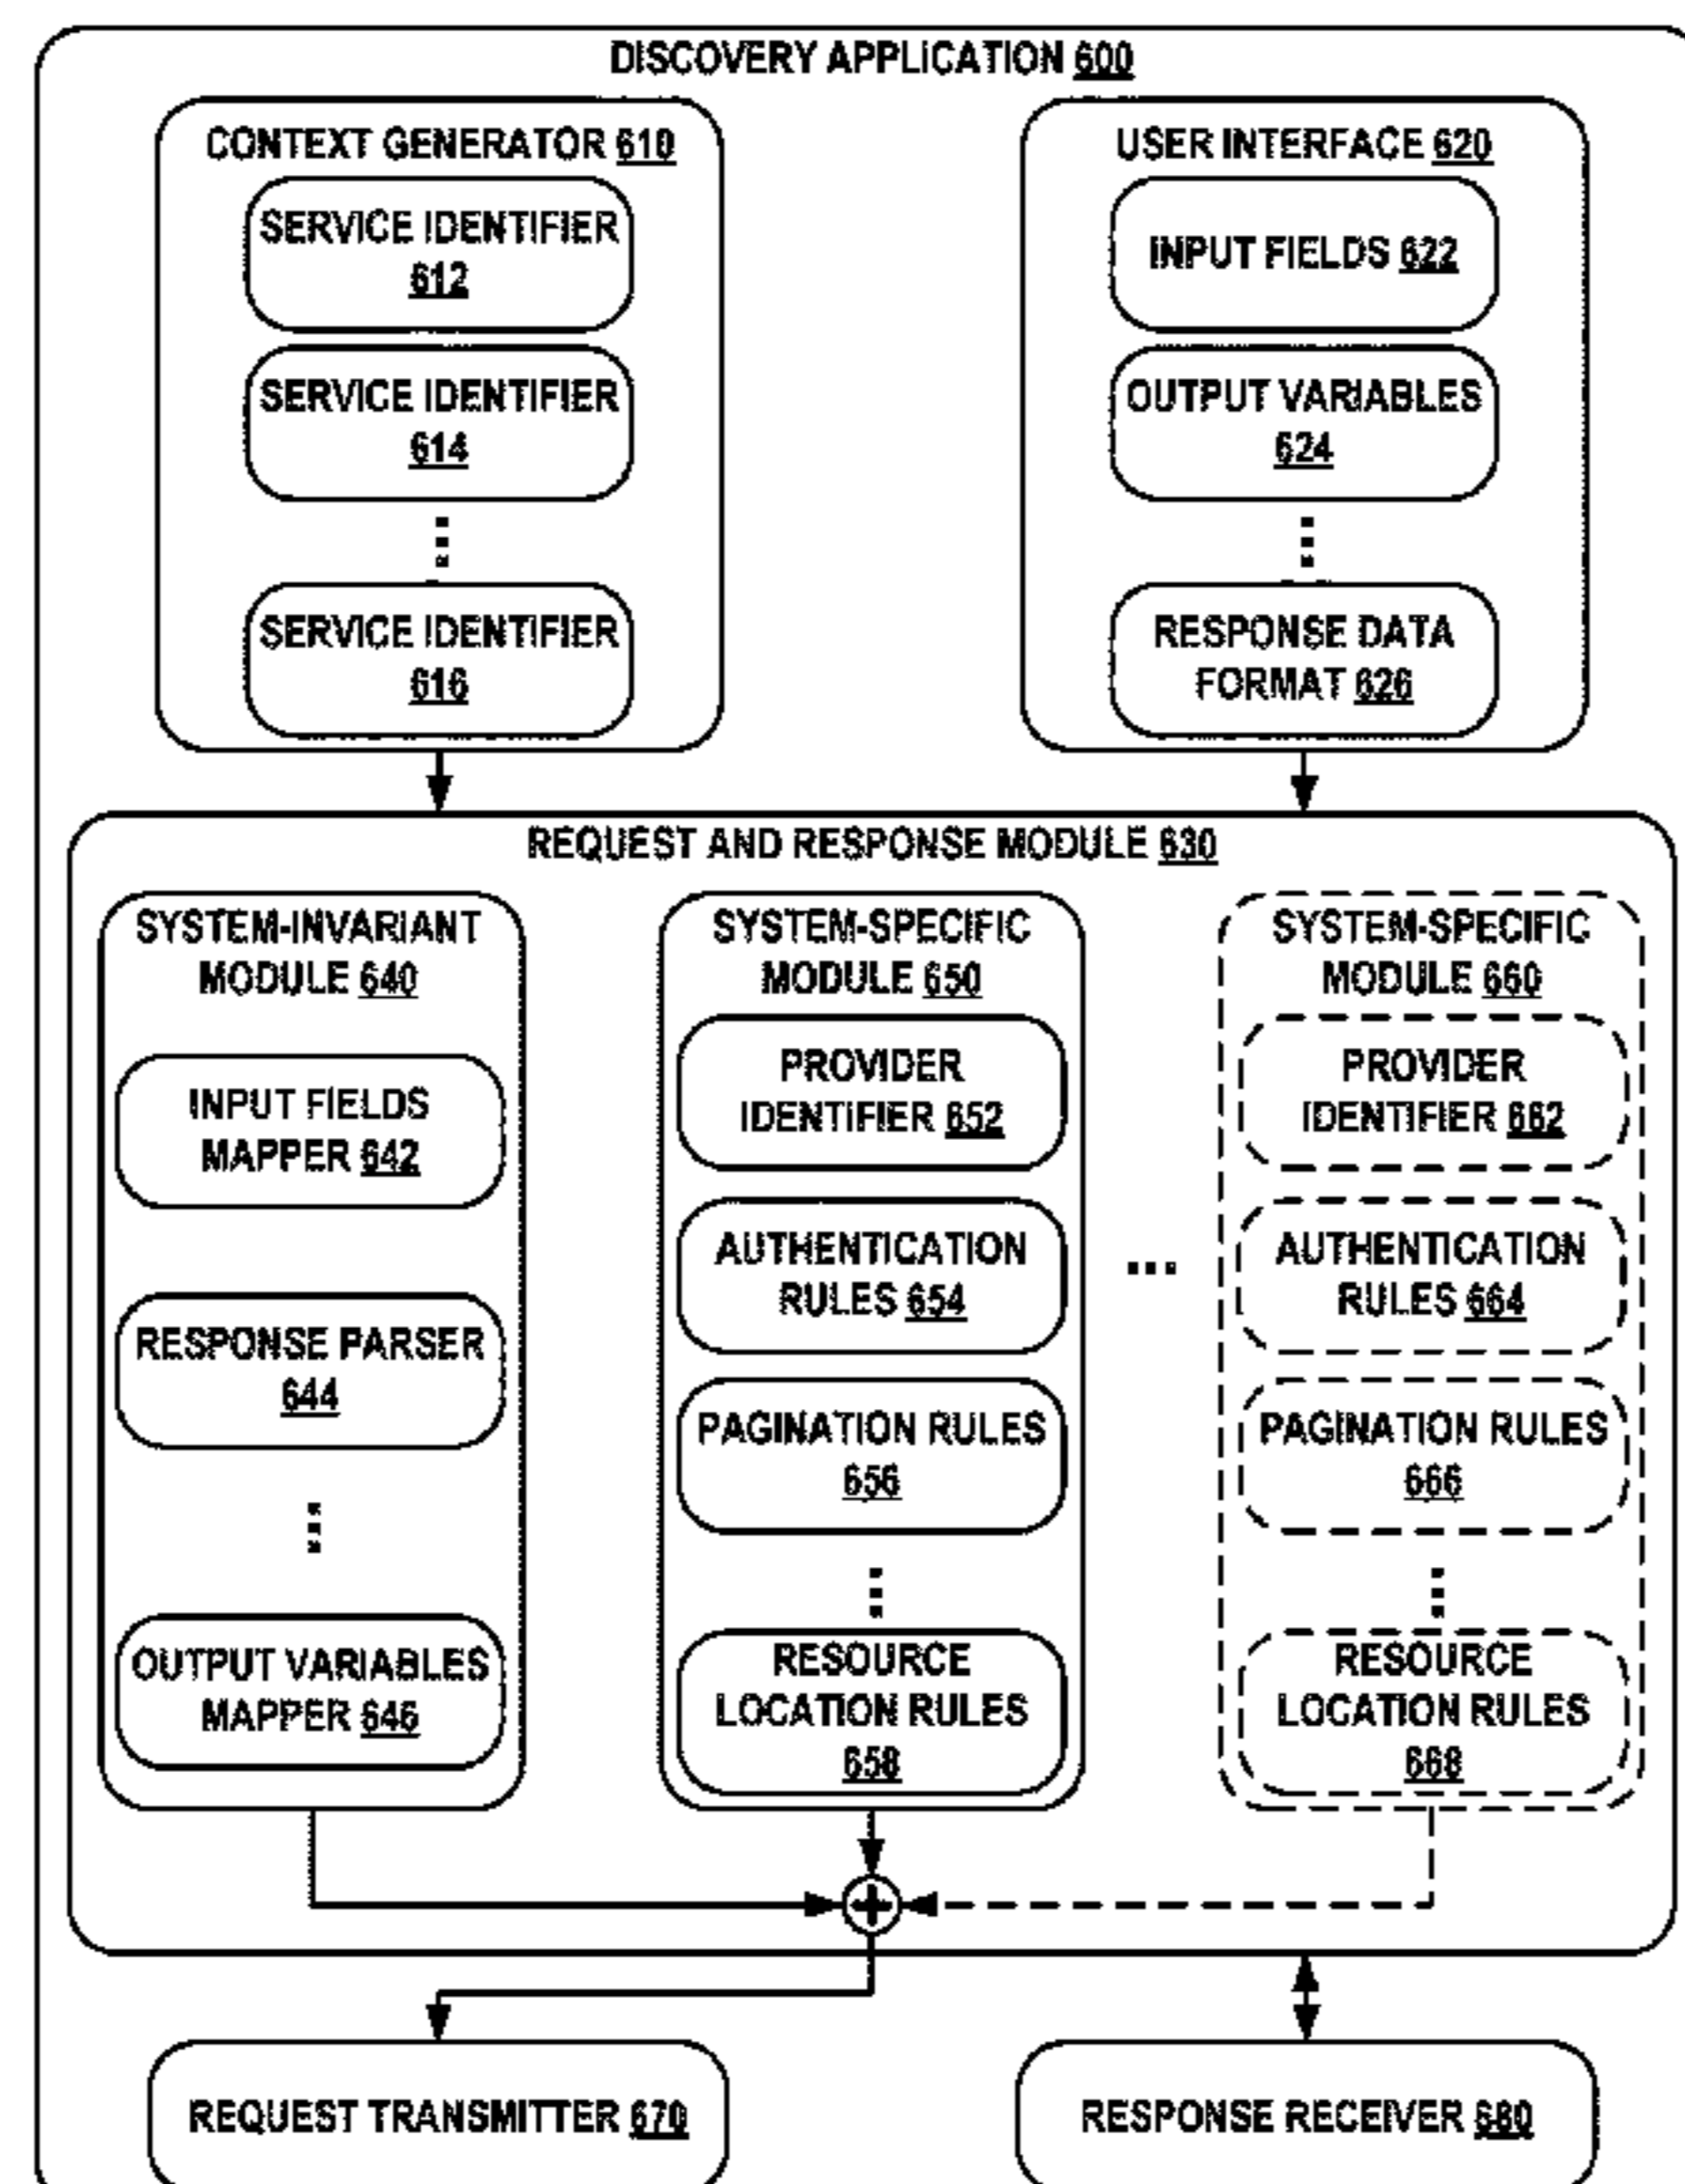 DISCOVERY APPLICATION 600
CONTEXT GENERATOR 610
SERVICE IDENTIFIER
612
SERVICE IDENTIFIER
614
SERVICE IDENTIFIER
616
USER INTERFACE 620
INPUT FIELDS 622
OUTPUT VARIABLES
624
RESPONSE DATA
FORMAT 626
REQUEST AND RESPONSE MODULE 630
SYSTEM-INVARIANT
MODULE 640
INPUT FIELDS
MAPPER 642
RESPONSE PARSER
644
OUTPUT VARIABLES
MAPPER 646
SYSTEM-SPECIFIC
MODULE 650
PROVIDER
IDENTIFIER 652
AUTHENTICATION
RULES 654
PAGINATION RULES
656
RESOURCE
LOCATION RULES
658
SYSTEM-SPECIFIC
MODULE 660
PROVIDER
IDENTIFIER 662
AUTHENTICATION
RULES 664
PAGINATION RULES
666
RESOURCE
LOCATION RULES
668
REQUEST TRANSMITTER 670
RESPONSE RECEIVER 680